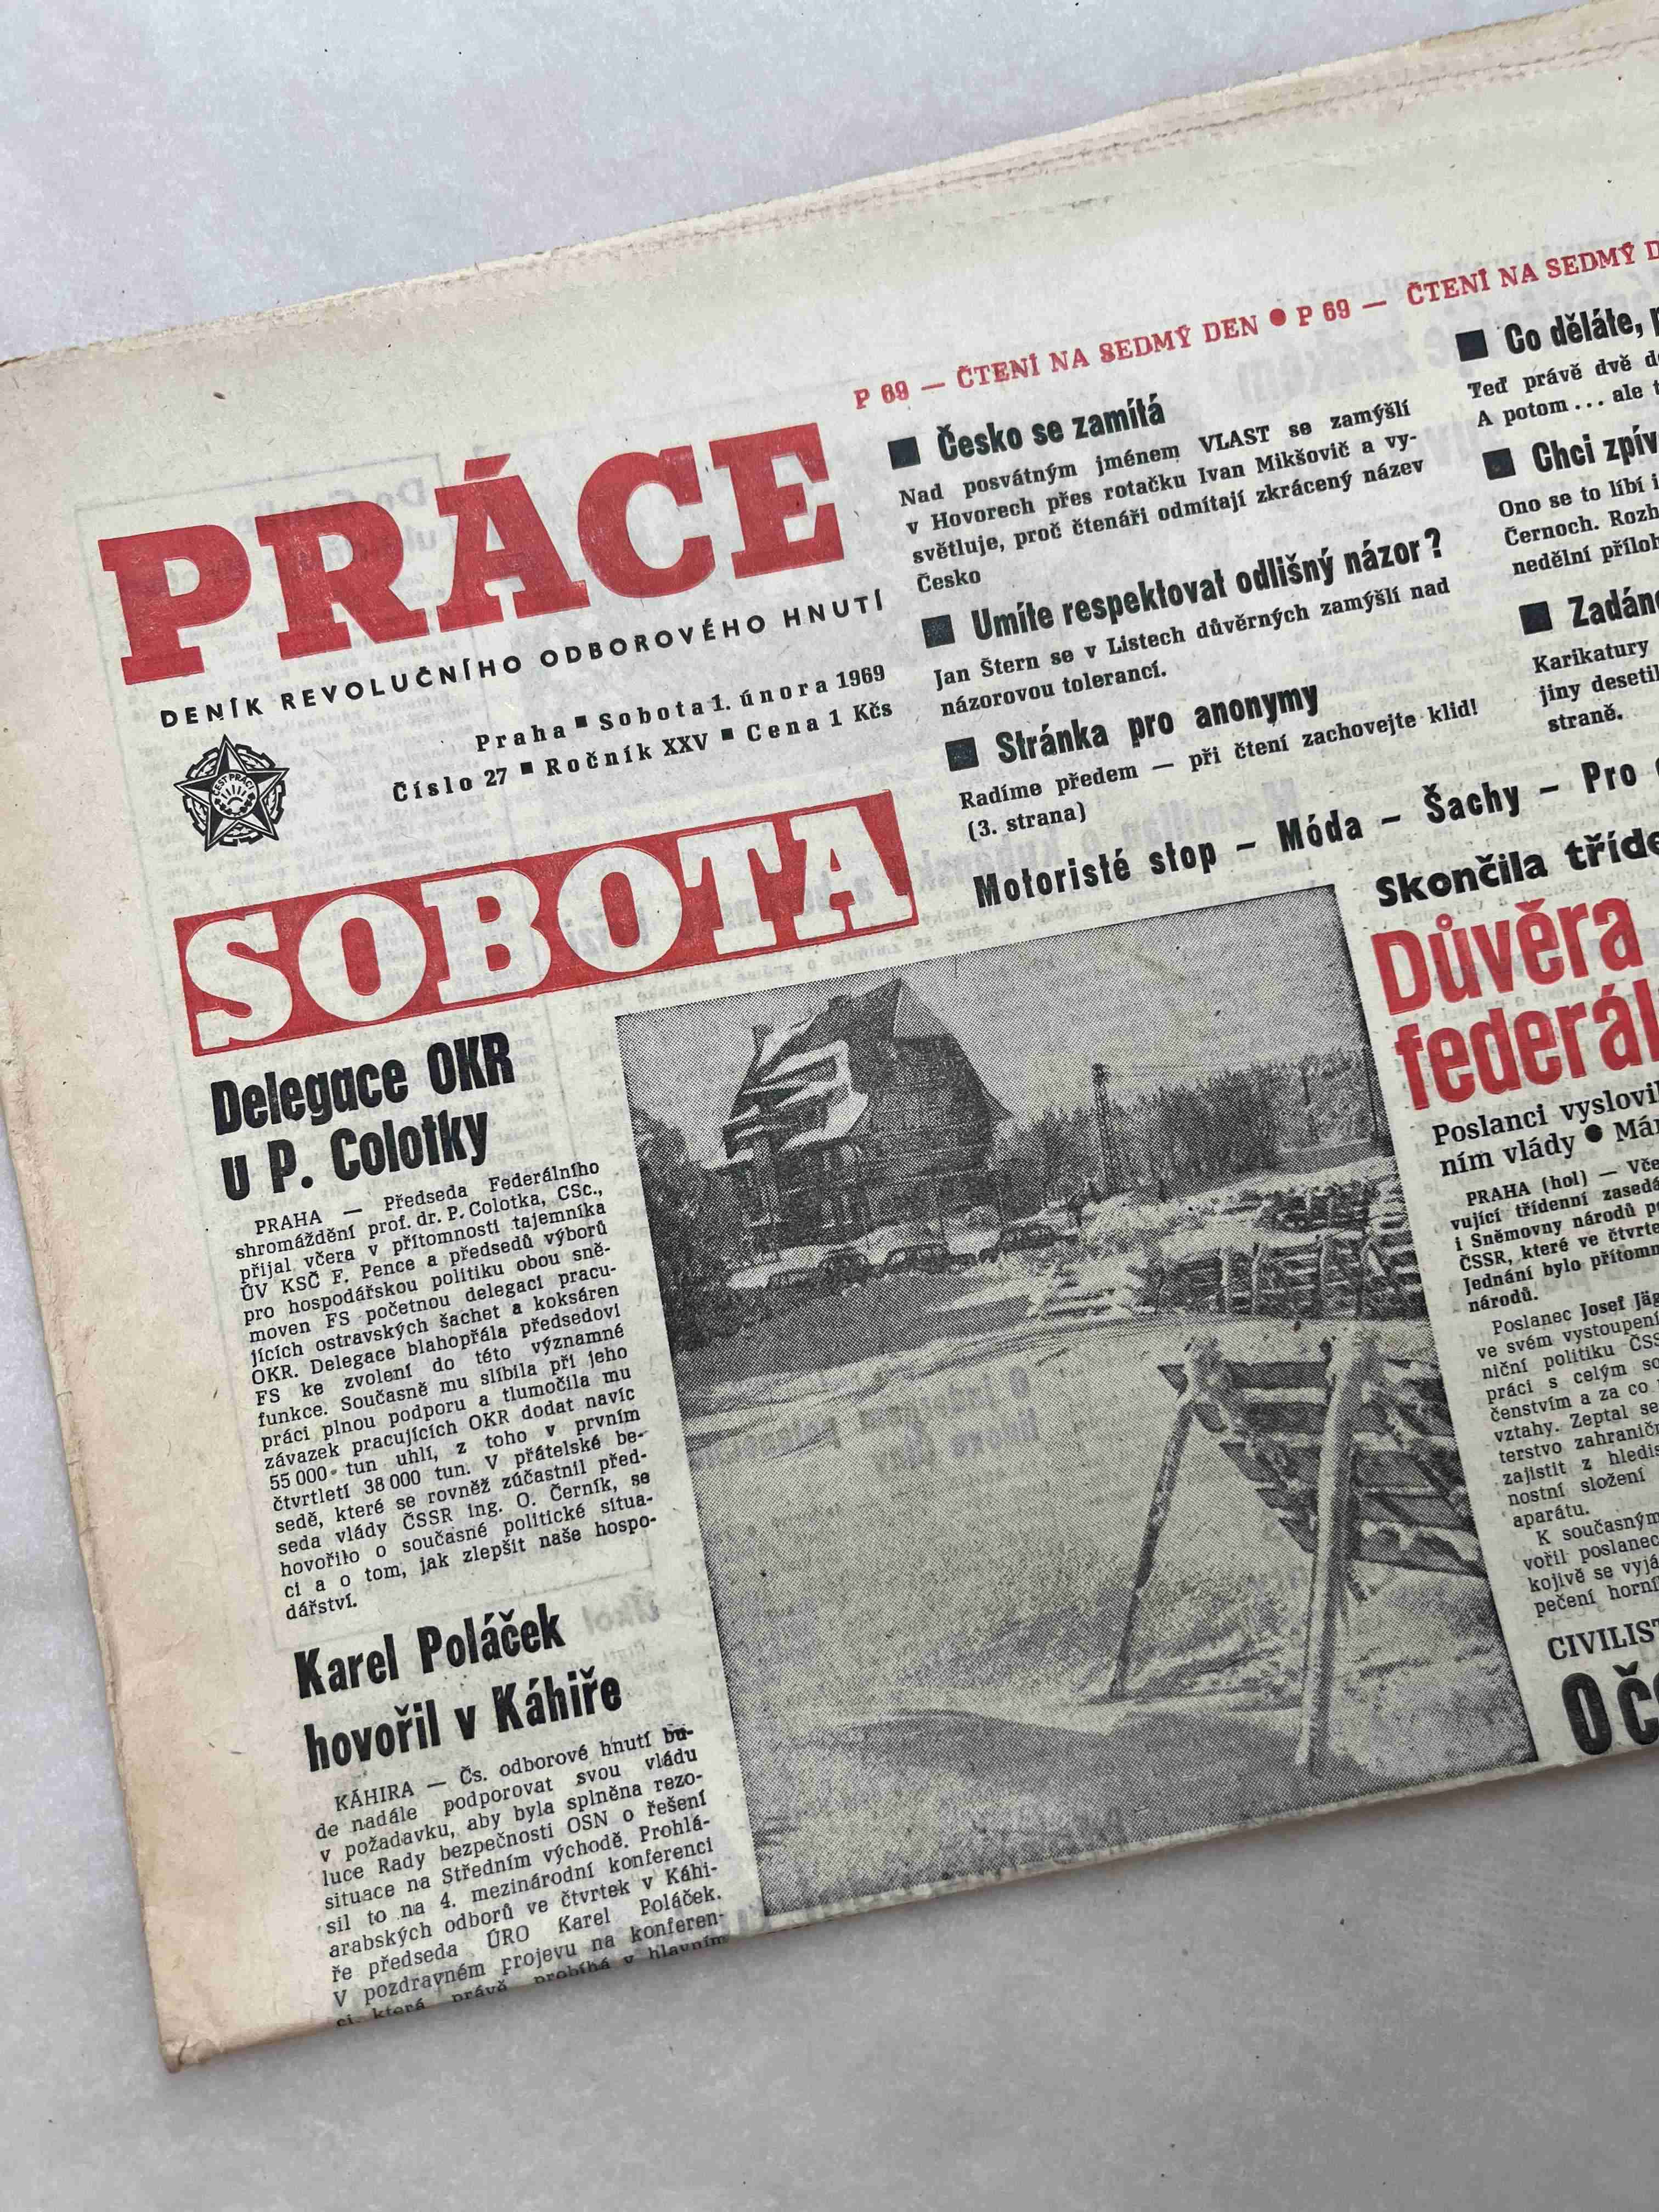 P 69 — ČTENÍ NA SEDMÝ DEN ● P 69 — ČTENÍ NA SEDMÝ D
PRÁCE
DENÍK REVOLUČNÍHO ODBOROVÉHO HNUTÍ
Praha ■ Sobota 1. února 1969
Číslo 27 ■ Ročník XXV ■ Cena 1 Kčs
ČEST PRÁCI
SOBOTA
■ Česko se zamítá
Nad posvátným jménem VLAST se zamýšlí
v Hovorech přes rotačku Ivan Mikšovič a vy-
světluje, proč čtenáři odmítají zkrácený název
Česko
■ Umíte respektovat odlišný názor?
Jan Štern se v Listech důvěrných zamýšlí nad
názorovou tolerancí.
■ Stránka pro anonymy
Radíme předem — při čtení zachovejte klid!
(3. strana)
■ Co děláte,
Teď právě dvě
A potom... ale
■ Chci zpív
Ono se to líbí i
Černoch. Rozh
nedělní příloh
■ Zadáno
Karikatury
jiny desetil
straně.
Motoristé stop – Móda – Šachy – Pro
Delegace OKR
u P. Colotky
PRAHA — Předseda Federálního
shromáždění prof. dr. P. Colotka, CSc.,
přijal včera v přítomnosti tajemníka
ÚV KSČ F. Pence a předsedů výborů
pro hospodářskou politiku obou sně-
moven FS početnou delegaci pracu-
jících ostravských šachet a koksáren
OKR. Delegace blahopřála předsedovi
FS ke zvolení do této významné
funkce. Současně mu slíbila při jeho
práci plnou podporu a tlumočila mu
závazek pracujících OKR dodat navíc
55 000 tun uhlí, z toho v prvním
čtvrtletí 38 000 tun. V přátelské be-
sedě, které se rovněž zúčastnil před-
seda vlády ČSSR ing. O. Černík, se
hovořilo o současné politické situa-
ci a o tom, jak zlepšit naše hospo-
dářství.
Karel Poláček
hovořil v Káhiře
KÁHIRA — Čs. odborové hnutí bu-
de nadále podporovat svou vládu
v požadavku, aby byla splněna rezo-
luce Rady bezpečnosti OSN o řešení
situace na Středním východě. Prohlá-
sil to na 4. mezinárodní konferenci
arabských odborů ve čtvrtek v Káhi-
ře předseda ÚRO Karel Poláček.
V pozdravném projevu na konferen-
ci, která právě probíhá v hlavním
Skončila tříde
Důvěra
federál
Poslanci vyslovil
ním vlády ● Már
PRAHA (hol) — Vče
vující třídenní zasedá
i Sněmovny národů
ČSSR, které ve čtvrte
Jednání bylo přítomn
národů.
Poslanec Josef Jäg
ve svém vystoupení
niční politiku ČSS
práci s celým so
čenstvím a za co
vztahy. Zeptal se
terstvo zahraničn
zajistit z hledis
nostní složení
aparátu.
K současným
vořil poslanec
kojivě se vyjá
pečení horní
CIVILIST
O č